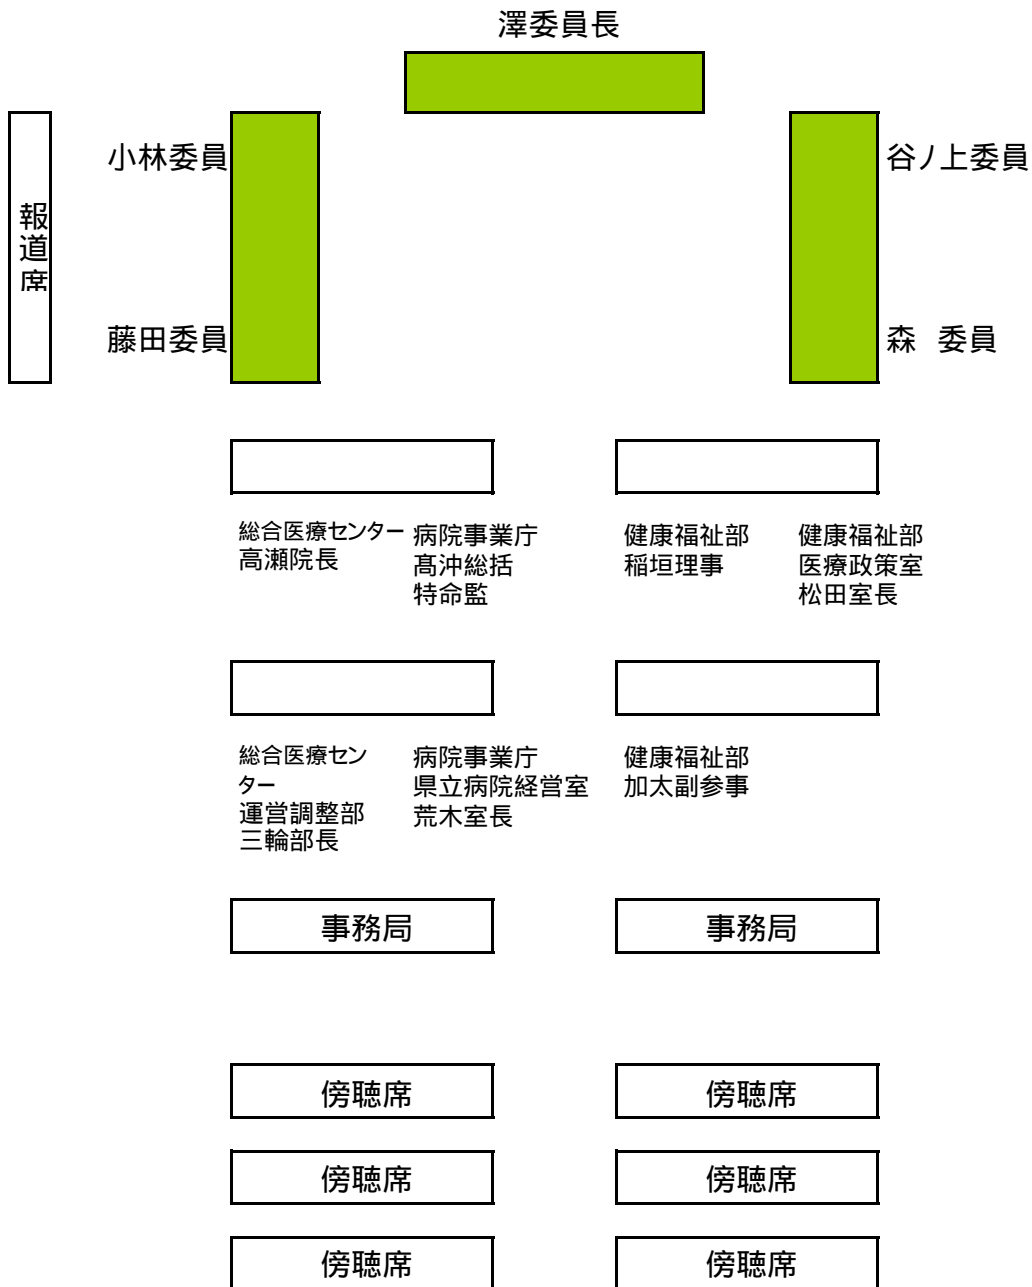 澤委員長
小林委員
谷ノ上委員
報道席
藤田委員
森 委員
総合医療センター
高瀬院長
病院事業庁
髙沖総括
特命監
健康福祉部
稲垣理事
健康福祉部
医療政策室
松田室長
総合医療セン
ター
運営調整部
三輪部長
病院事業庁
県立病院経営室
荒木室長
健康福祉部
加太副参事
事務局
事務局
傍聴席
傍聴席
傍聴席
傍聴席
傍聴席
傍聴席